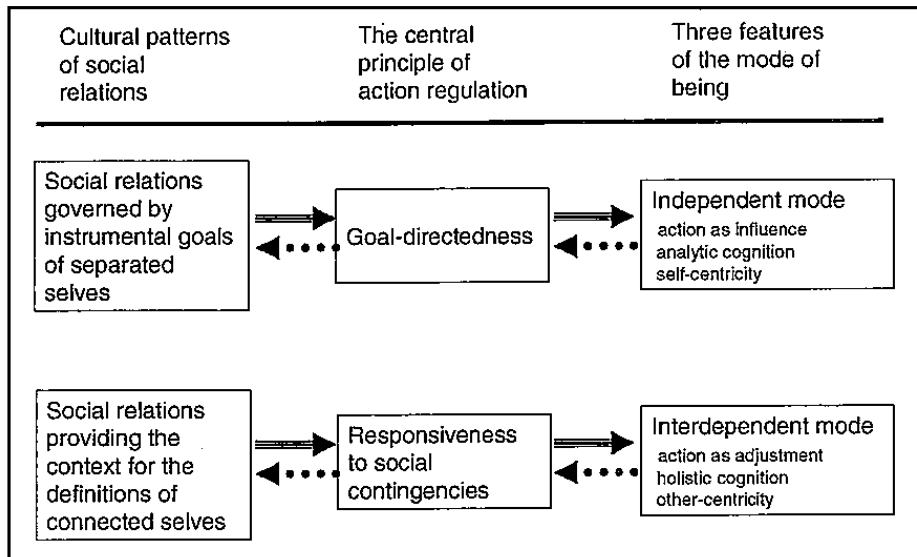 Cultural patterns
of social
relations
The central
principle of
action regulation
Three features
of the mode of
being
Social relations
governed by
instrumental goals
of separated
selves
Goal-directedness
Independent mode
action as influence
analytic cognition
self-centricity
Social relations
providing the
context for the
definitions of
connected selves
Responsiveness
to social
contingencies
Interdependent mode
action as adjustment
holistic cognition
other-centricity